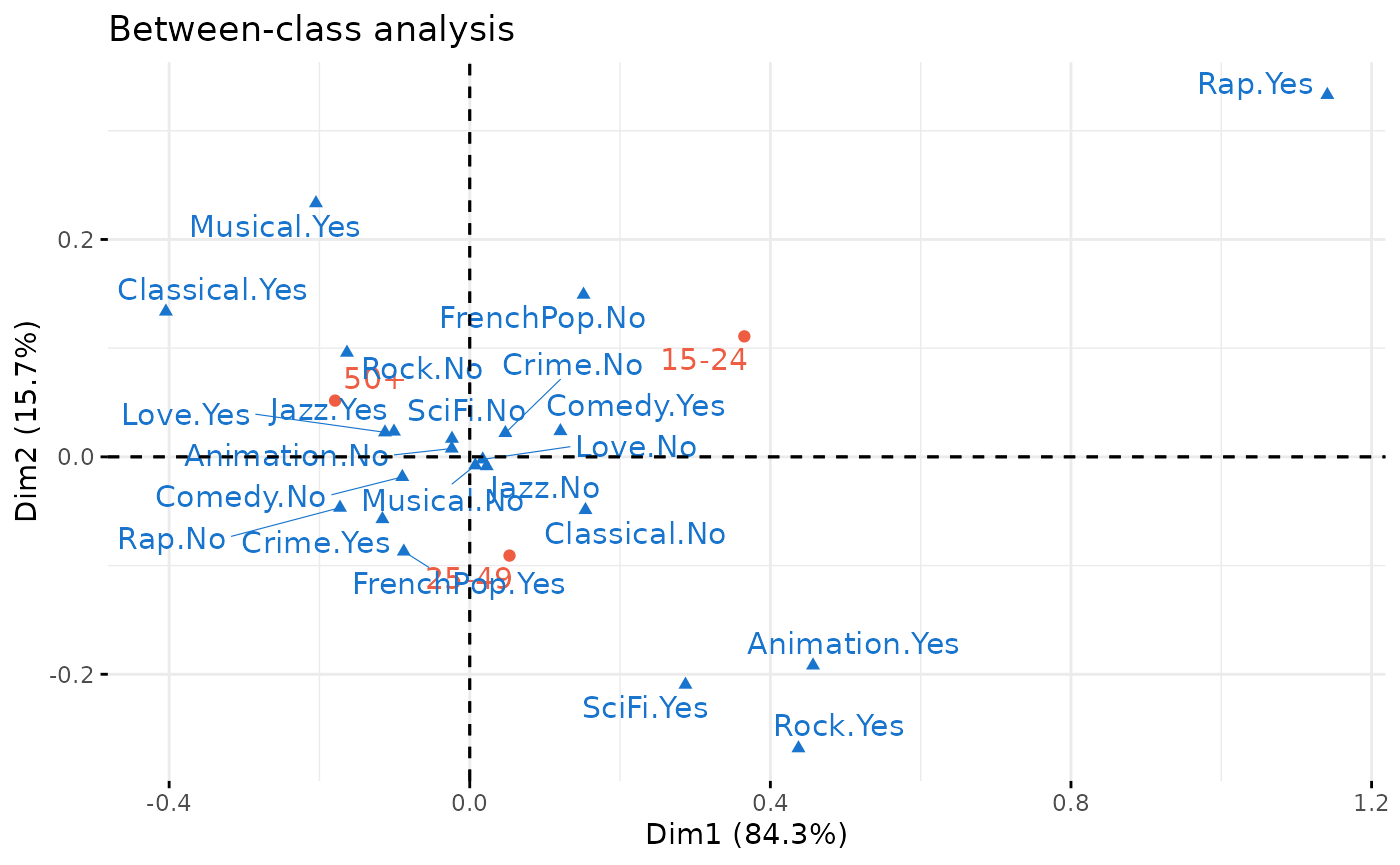 Between-class analysis
Rap.Yes
Musical.Yes
0.2
Classical.Yes
FrenchPop.No
15-24
Rock.No
Crime.No
50+
Love.Yes
Jazz.Yes
SciFi.No
Comedy.Yes
Dim2 (15.7%)
0.0
Animation.No
Love.No
Comedy.No
Musical.No
Jazz.No
Rap.No
Crime.Yes
Classical.No
25-49
FrenchPop.Yes
Animation.Yes
-0.2
SciFi.Yes
Rock.Yes
-0.4
0.0
0.4
0.8
1.2
Dim1 (84.3%)